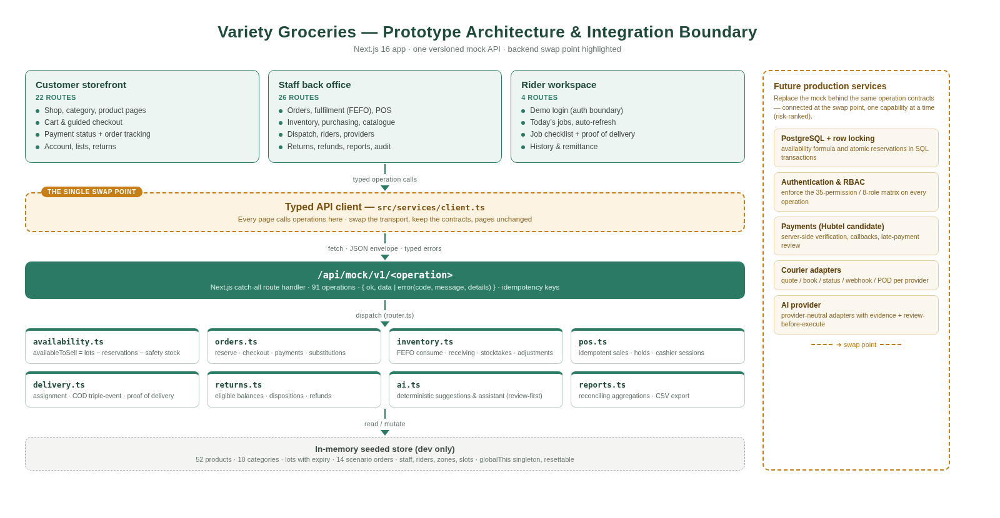 Variety Groceries — Prototype Architecture & Integration Boundary
Next.js 16 app · one versioned mock API · backend swap point highlighted
Customer storefront
22 ROUTES
Shop, category, product pages
Cart & guided checkout
Payment status + order tracking
Account, lists, returns
Staff back office
26 ROUTES
Orders, fulfilment (FEFO), POS
Inventory, purchasing, catalogue
Dispatch, riders, providers
Returns, refunds, reports, audit
Rider workspace
4 ROUTES
Demo login (auth boundary)
Today's jobs, auto-refresh
Job checklist + proof of delivery
History & remittance
typed operation calls
THE SINGLE SWAP POINT
Typed API client — src/services/client.ts
Every page calls operations here · swap the transport, keep the contracts, pages unchanged
fetch · JSON envelope · typed errors
/api/mock/v1/<operation>
Next.js catch-all route handler · 91 operations · { ok, data | error(code, message, details) } · idempotency keys
dispatch (router.ts)
availability.ts
availableToSell = lots − reservations − safety stock
orders.ts
reserve · checkout · payments · substitutions
inventory.ts
FEFO consume · receiving · stocktakes · adjustments
pos.ts
idempotent sales · holds · cashier sessions
delivery.ts
assignment · COD triple-event · proof of delivery
returns.ts
eligible balances · dispositions · refunds
ai.ts
deterministic suggestions & assistant (review-first)
reports.ts
reconciling aggregations · CSV export
read / mutate
In-memory seeded store (dev only)
52 products · 10 categories · lots with expiry · 14 scenario orders · staff, riders, zones, slots · globalThis singleton, resettable
Future production services
Replace the mock behind the same operation contracts
— connected at the swap point, one capability at a time
(risk-ranked).
PostgreSQL + row locking
availability formula and atomic reservations in SQL
transactions
Authentication & RBAC
enforce the 35-permission / 8-role matrix on every
operation
Payments (Hubtel candidate)
server-side verification, callbacks, late-payment
review
Courier adapters
quote / book / status / webhook / POD per provider
AI provider
provider-neutral adapters with evidence + review-
before-execute
➜ swap point